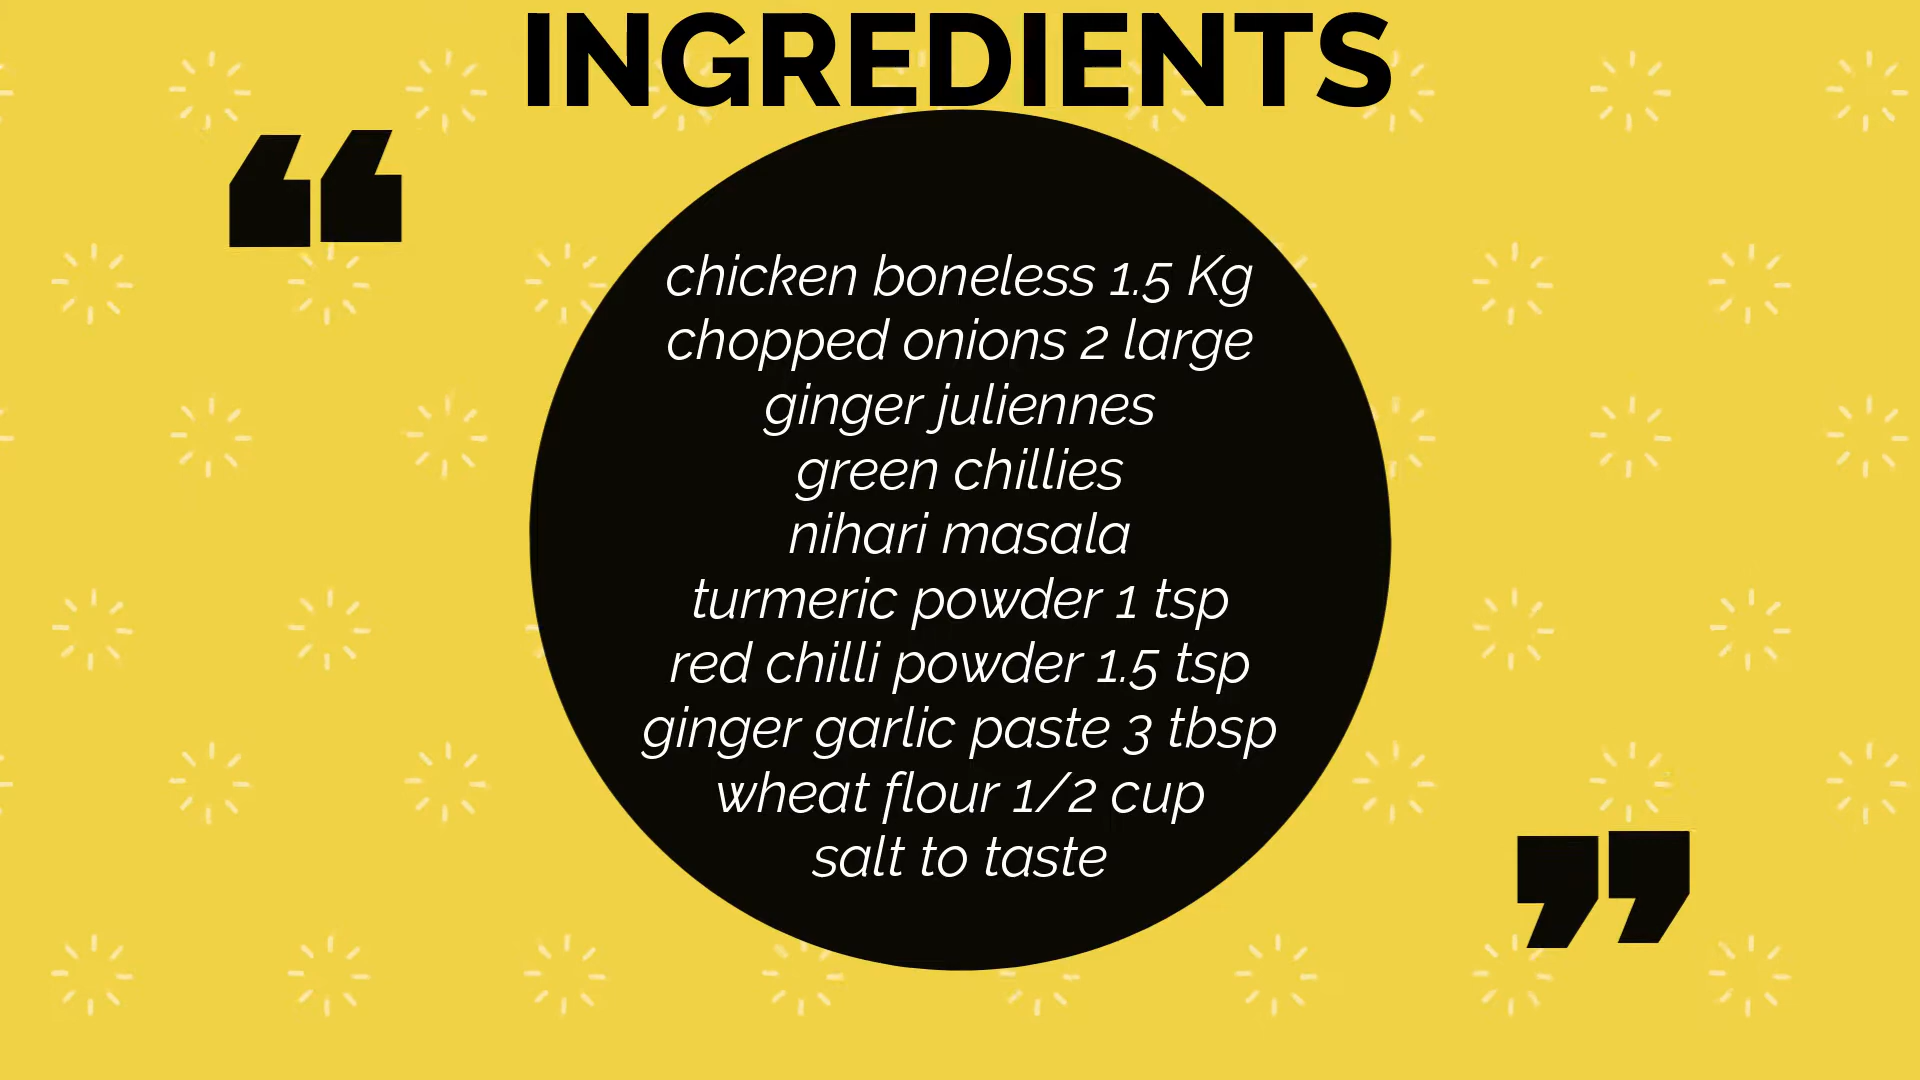 INGREDIENTS
“
chicken boneless 1.5 Kg
chopped onions 2 large
ginger juliennes
green chillies
nihari masala
turmeric powder 1 tsp
red chilli powder 1.5 tsp
ginger garlic paste 3 tbsp
wheat flour 1/2 cup
salt to taste
”